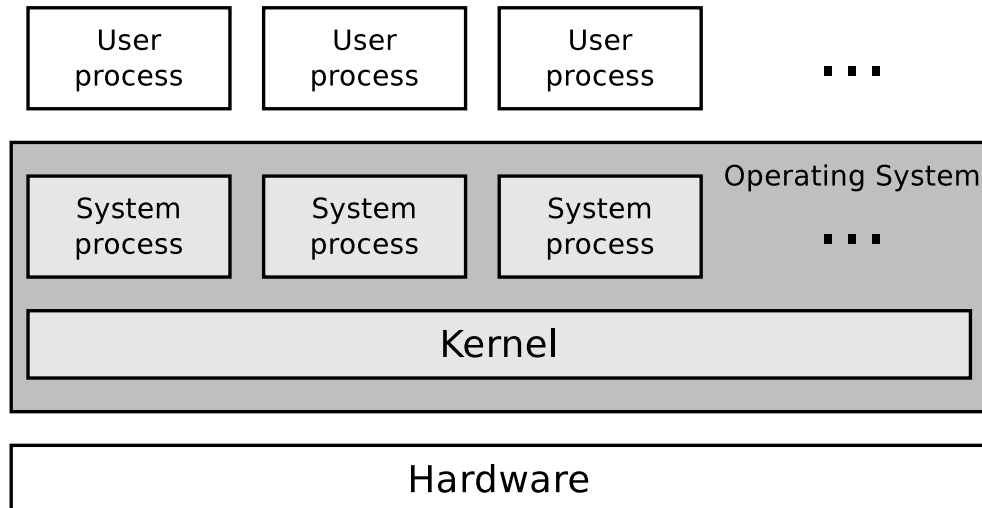 User
process
User
process
User
process
...
Operating System
System
process
System
process
System
process
...
Kernel
Hardware